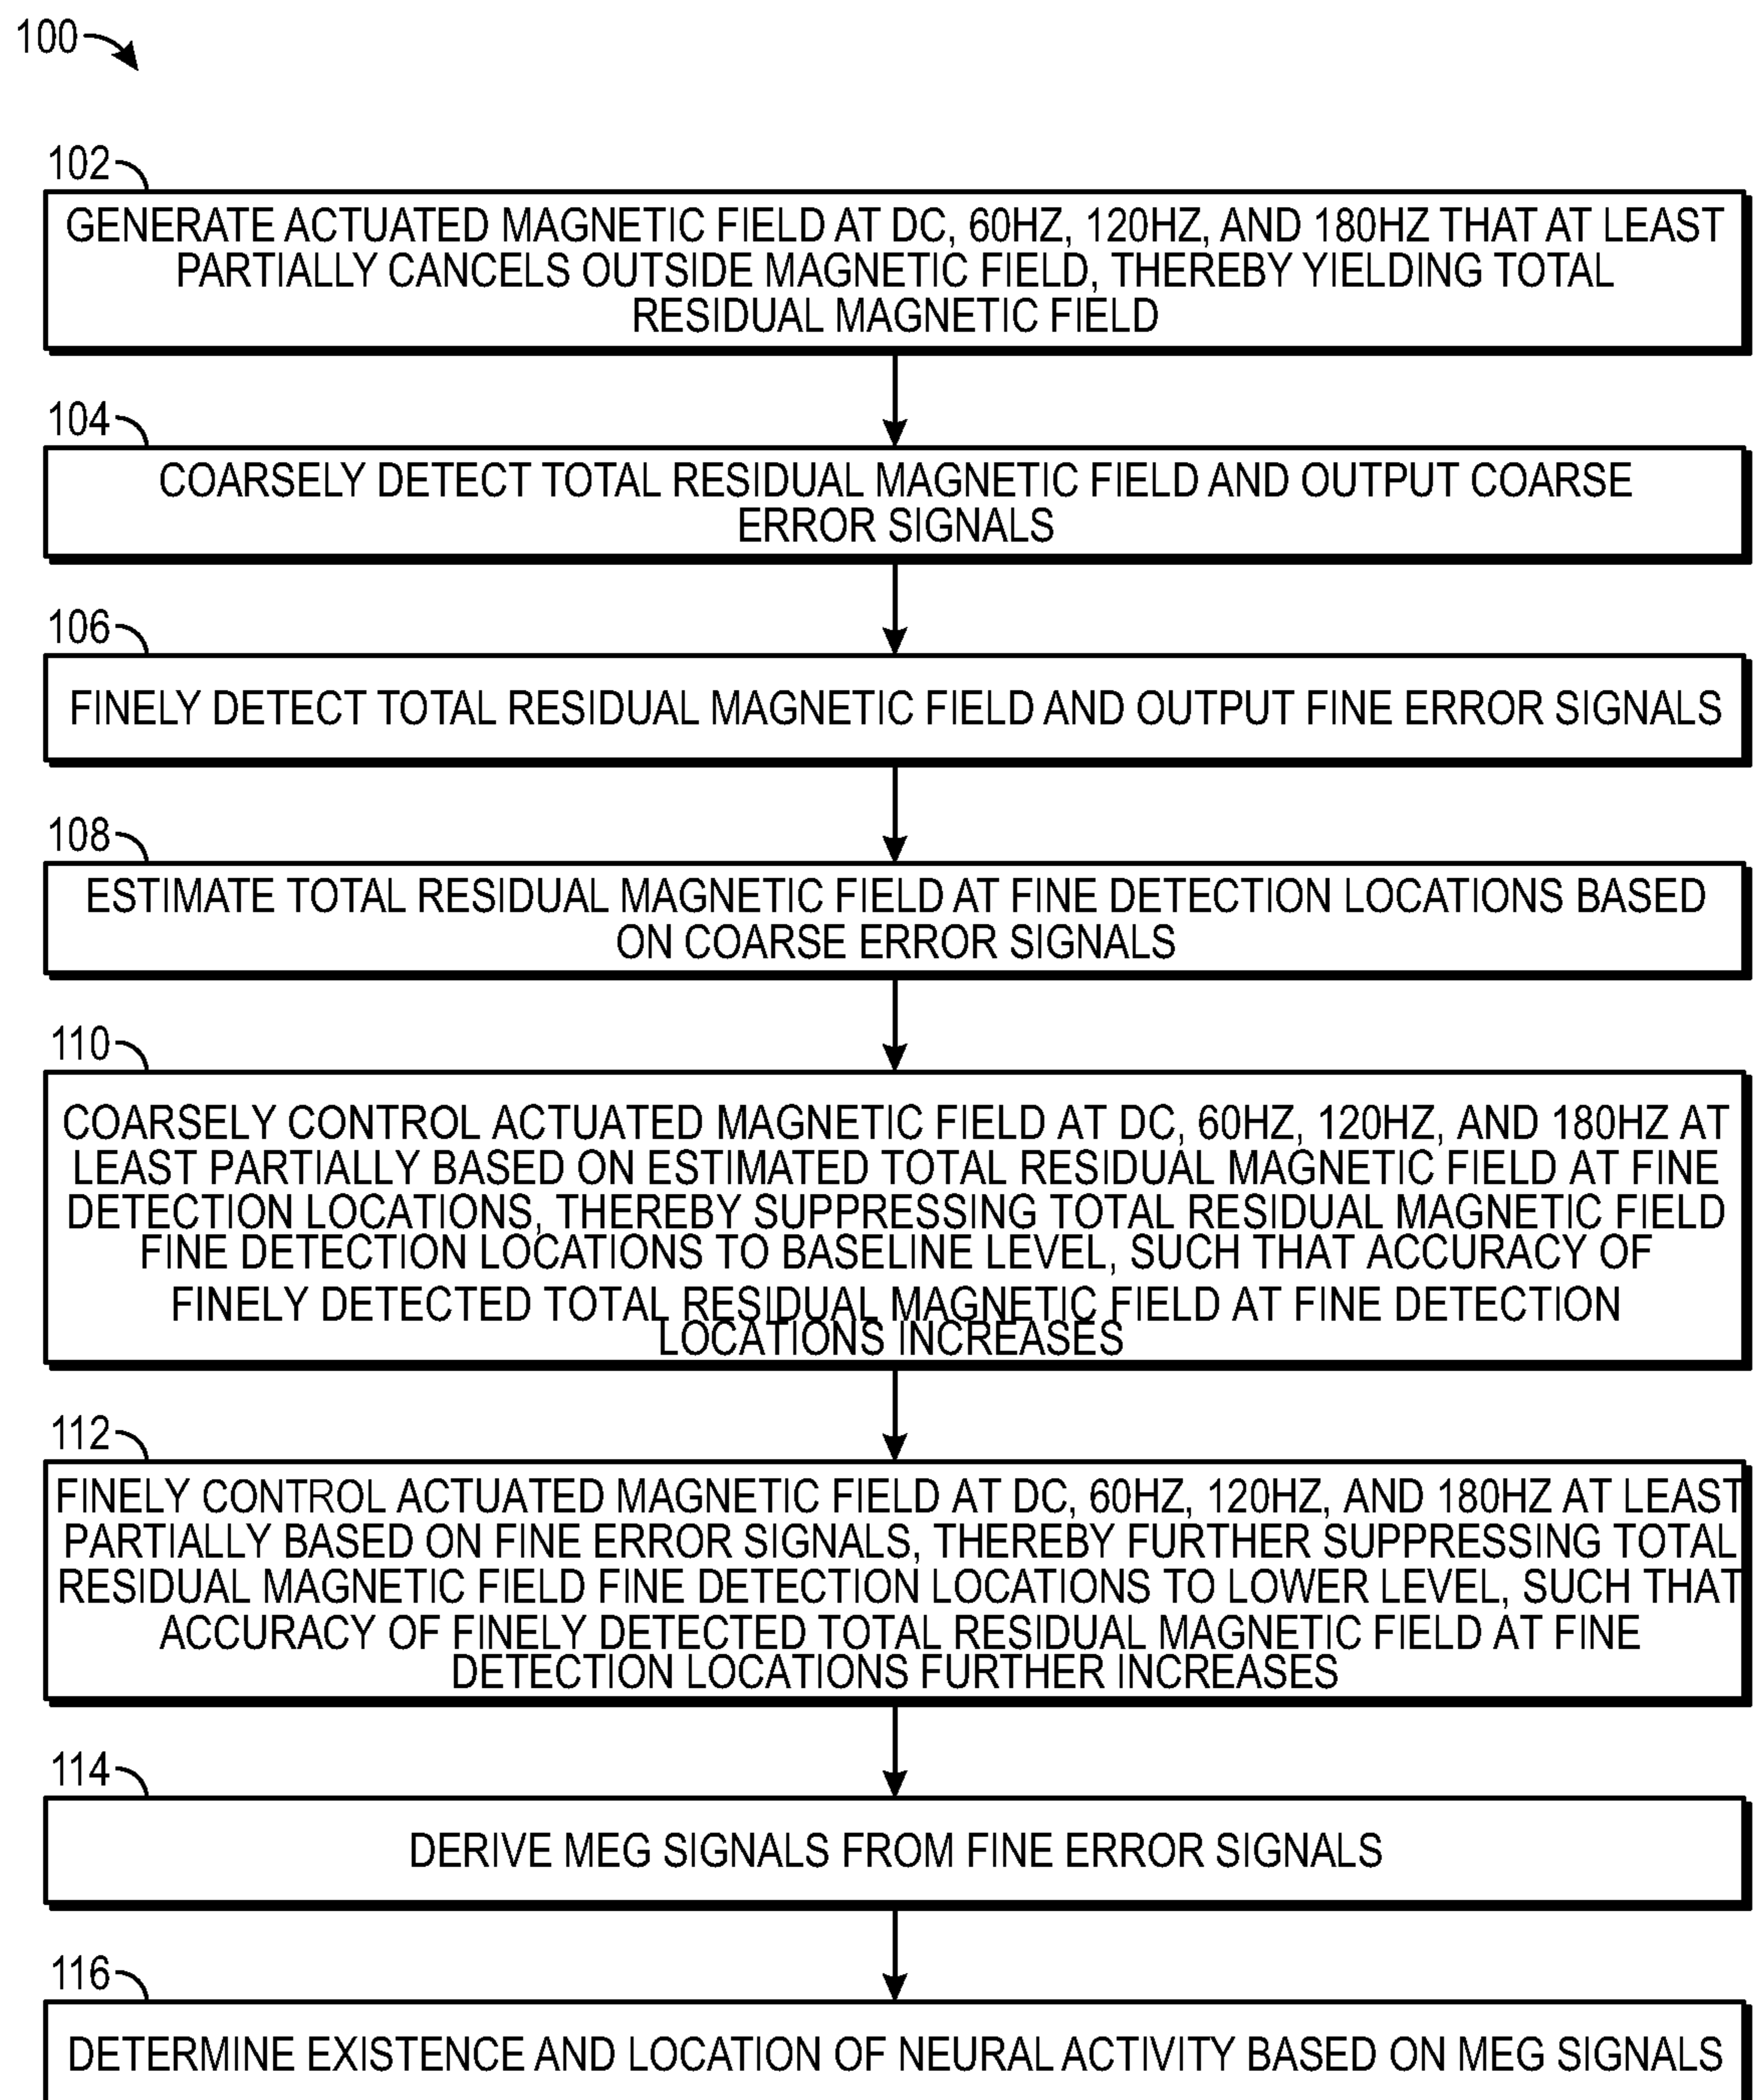 100
102
GENERATE ACTUATED MAGNETIC FIELD AT DC, 60HZ, 120HZ, AND 180HZ THAT AT LEAST
PARTIALLY CANCELS OUTSIDE MAGNETIC FIELD, THEREBY YIELDING TOTAL
RESIDUAL MAGNETIC FIELD
104
COARSELY DETECT TOTAL RESIDUAL MAGNETIC FIELD AND OUTPUT COARSE
ERROR SIGNALS
106
FINELY DETECT TOTAL RESIDUAL MAGNETIC FIELD AND OUTPUT FINE ERROR SIGNALS
108
ESTIMATE TOTAL RESIDUAL MAGNETIC FIELD AT FINE DETECTION LOCATIONS BASED
ON COARSE ERROR SIGNALS
110
COARSELY CONTROL ACTUATED MAGNETIC FIELD AT DC, 60HZ, 120HZ, AND 180HZ AT
LEAST PARTIALLY BASED ON ESTIMATED TOTAL RESIDUAL MAGNETIC FIELD AT FINE
DETECTION LOCATIONS, THEREBY SUPPRESSING TOTAL RESIDUAL MAGNETIC FIELD
FINE DETECTION LOCATIONS TO BASELINE LEVEL, SUCH THAT ACCURACY OF
FINELY DETECTED TOTAL RESIDUAL MAGNETIC FIELD AT FINE DETECTION
LOCATIONS INCREASES
112
FINELY CONTROL ACTUATED MAGNETIC FIELD AT DC, 60HZ, 120HZ, AND 180HZ AT LEAST
PARTIALLY BASED ON FINE ERROR SIGNALS, THEREBY FURTHER SUPPRESSING TOTAL
RESIDUAL MAGNETIC FIELD FINE DETECTION LOCATIONS TO LOWER LEVEL, SUCH THAT
ACCURACY OF FINELY DETECTED TOTAL RESIDUAL MAGNETIC FIELD AT FINE
DETECTION LOCATIONS FURTHER INCREASES
114
DERIVE MEG SIGNALS FROM FINE ERROR SIGNALS
116
DETERMINE EXISTENCE AND LOCATION OF NEURAL ACTIVITY BASED ON MEG SIGNALS